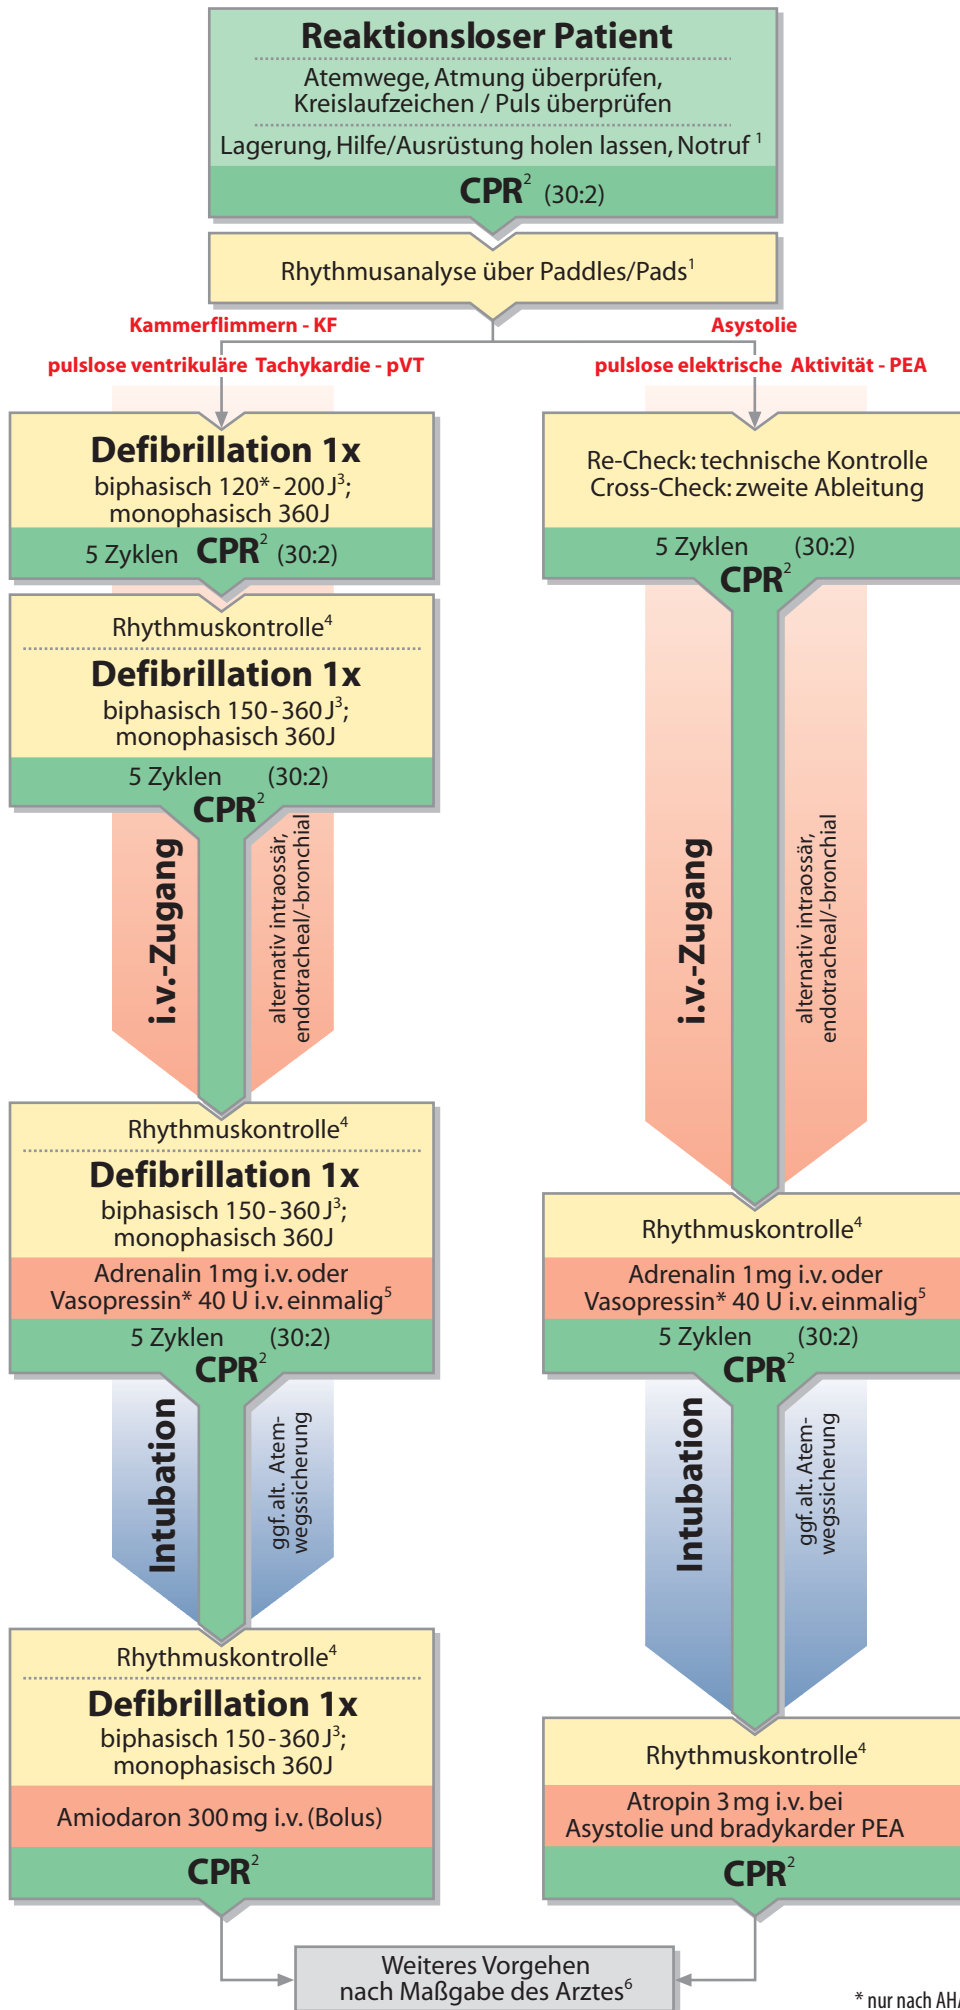 Reaktionsloser Patient
Atemwege, Atmung überprüfen,
Kreislaufzeichen / Puls überprüfen
Lagerung, Hilfe/Ausrüstung holen lassen, Notruf ¹
CPR² (30:2)
Rhythmusanalyse über Paddles/Pads¹
Kammerflimmern - KF
pulslose ventrikuläre Tachykardie - pVT
Defibrillation 1x
biphasisch 120*-200J³;
monophasisch 360J
5 Zyklen CPR² (30:2)
Rhythmuskontrolle⁴
Defibrillation 1x
biphasisch 150-360J³;
monophasisch 360J
5 Zyklen (30:2)
CPR²
i.v.-Zugang
alternativ intraossär,
endotracheal/-bronchial
Rhythmuskontrolle⁴
Defibrillation 1x
biphasisch 150-360J³;
monophasisch 360J
Adrenalin 1mg i.v. oder
Vasopressin* 40 U i.v. einmalig⁵
5 Zyklen (30:2)
CPR²
Intubation
ggf. alt. Atem-
wegssicherung
Rhythmuskontrolle⁴
Defibrillation 1x
biphasisch 150-360J³;
monophasisch 360J
Amiodaron 300mg i.v. (Bolus)
CPR²
Asystolie
pulslose elektrische Aktivität - PEA
Re-Check: technische Kontrolle
Cross-Check: zweite Ableitung
5 Zyklen (30:2)
CPR²
i.v.-Zugang
alternativ intraossär,
endotracheal/-bronchial
Rhythmuskontrolle⁴
Adrenalin 1mg i.v. oder
Vasopressin* 40 U i.v. einmalig⁵
5 Zyklen (30:2)
CPR²
Intubation
ggf. alt. Atem-
wegssicherung
Rhythmuskontrolle⁴
Atropin 3mg i.v. bei
Asystolie und bradykarder PEA
CPR²
Weiteres Vorgehen
nach Maßgabe des Arztes⁶
* nur nach AHA